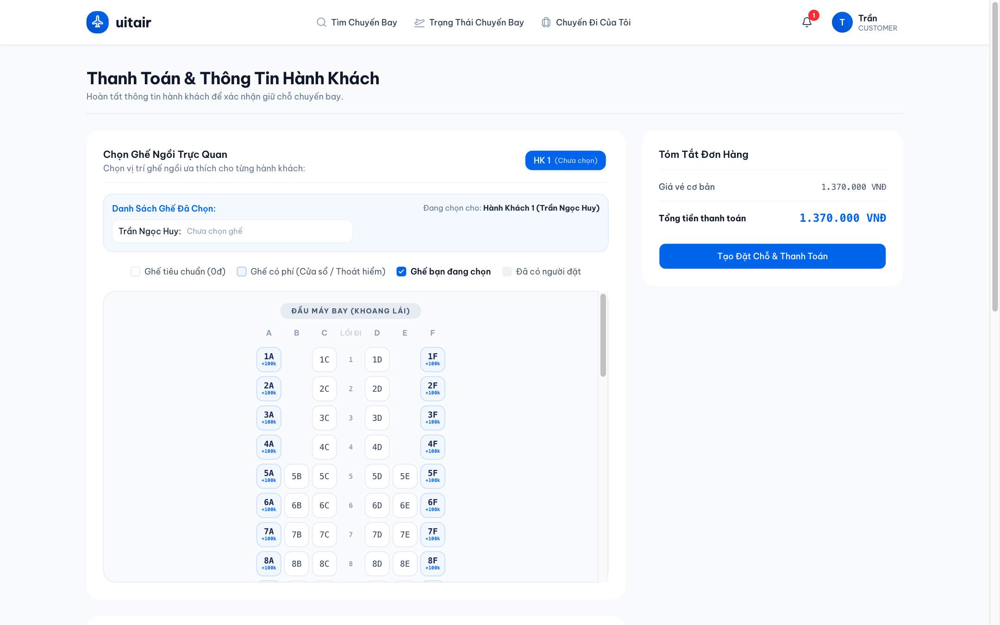 uitair
Tìm Chuyến Bay
Trạng Thái Chuyến Bay
Chuyến Đi Của Tôi
1
T
Trần
CUSTOMER
Thanh Toán & Thông Tin Hành Khách
Hoàn tất thông tin hành khách để xác nhận giữ chỗ chuyến bay.
Chọn Ghế Ngồi Trực Quan
Chọn vị trí ghế ngồi ưa thích cho từng hành khách:
HK 1 (Chưa chọn)
Danh Sách Ghế Đã Chọn:
Đang chọn cho: Hành Khách 1 (Trần Ngọc Huy)
Trần Ngọc Huy: Chưa chọn ghế
Ghế tiêu chuẩn (0đ)
Ghế có phí (Cửa sổ / Thoát hiểm)
Ghế bạn đang chọn
Đã có người đặt
ĐẦU MÁY BAY (KHOANG LÁI)
A B C LỐI ĐI D E F
1A 1C 1 1D 1F
+100k +100k
2A 2C 2 2D 2F
+100k +100k
3A 3C 3 3D 3F
+100k +100k
4A 4C 4 4D 4F
+100k +100k
5A 5B 5C 5 5D 5E 5F
+100k +100k
6A 6B 6C 6 6D 6E 6F
+100k +100k
7A 7B 7C 7 7D 7E 7F
+100k +100k
8A 8B 8C 8 8D 8E 8F
+100k +100k
Tóm Tắt Đơn Hàng
Giá vé cơ bản 1.370.000 VNĐ
Tổng tiền thanh toán 1.370.000 VNĐ
Tạo Đặt Chỗ & Thanh Toán